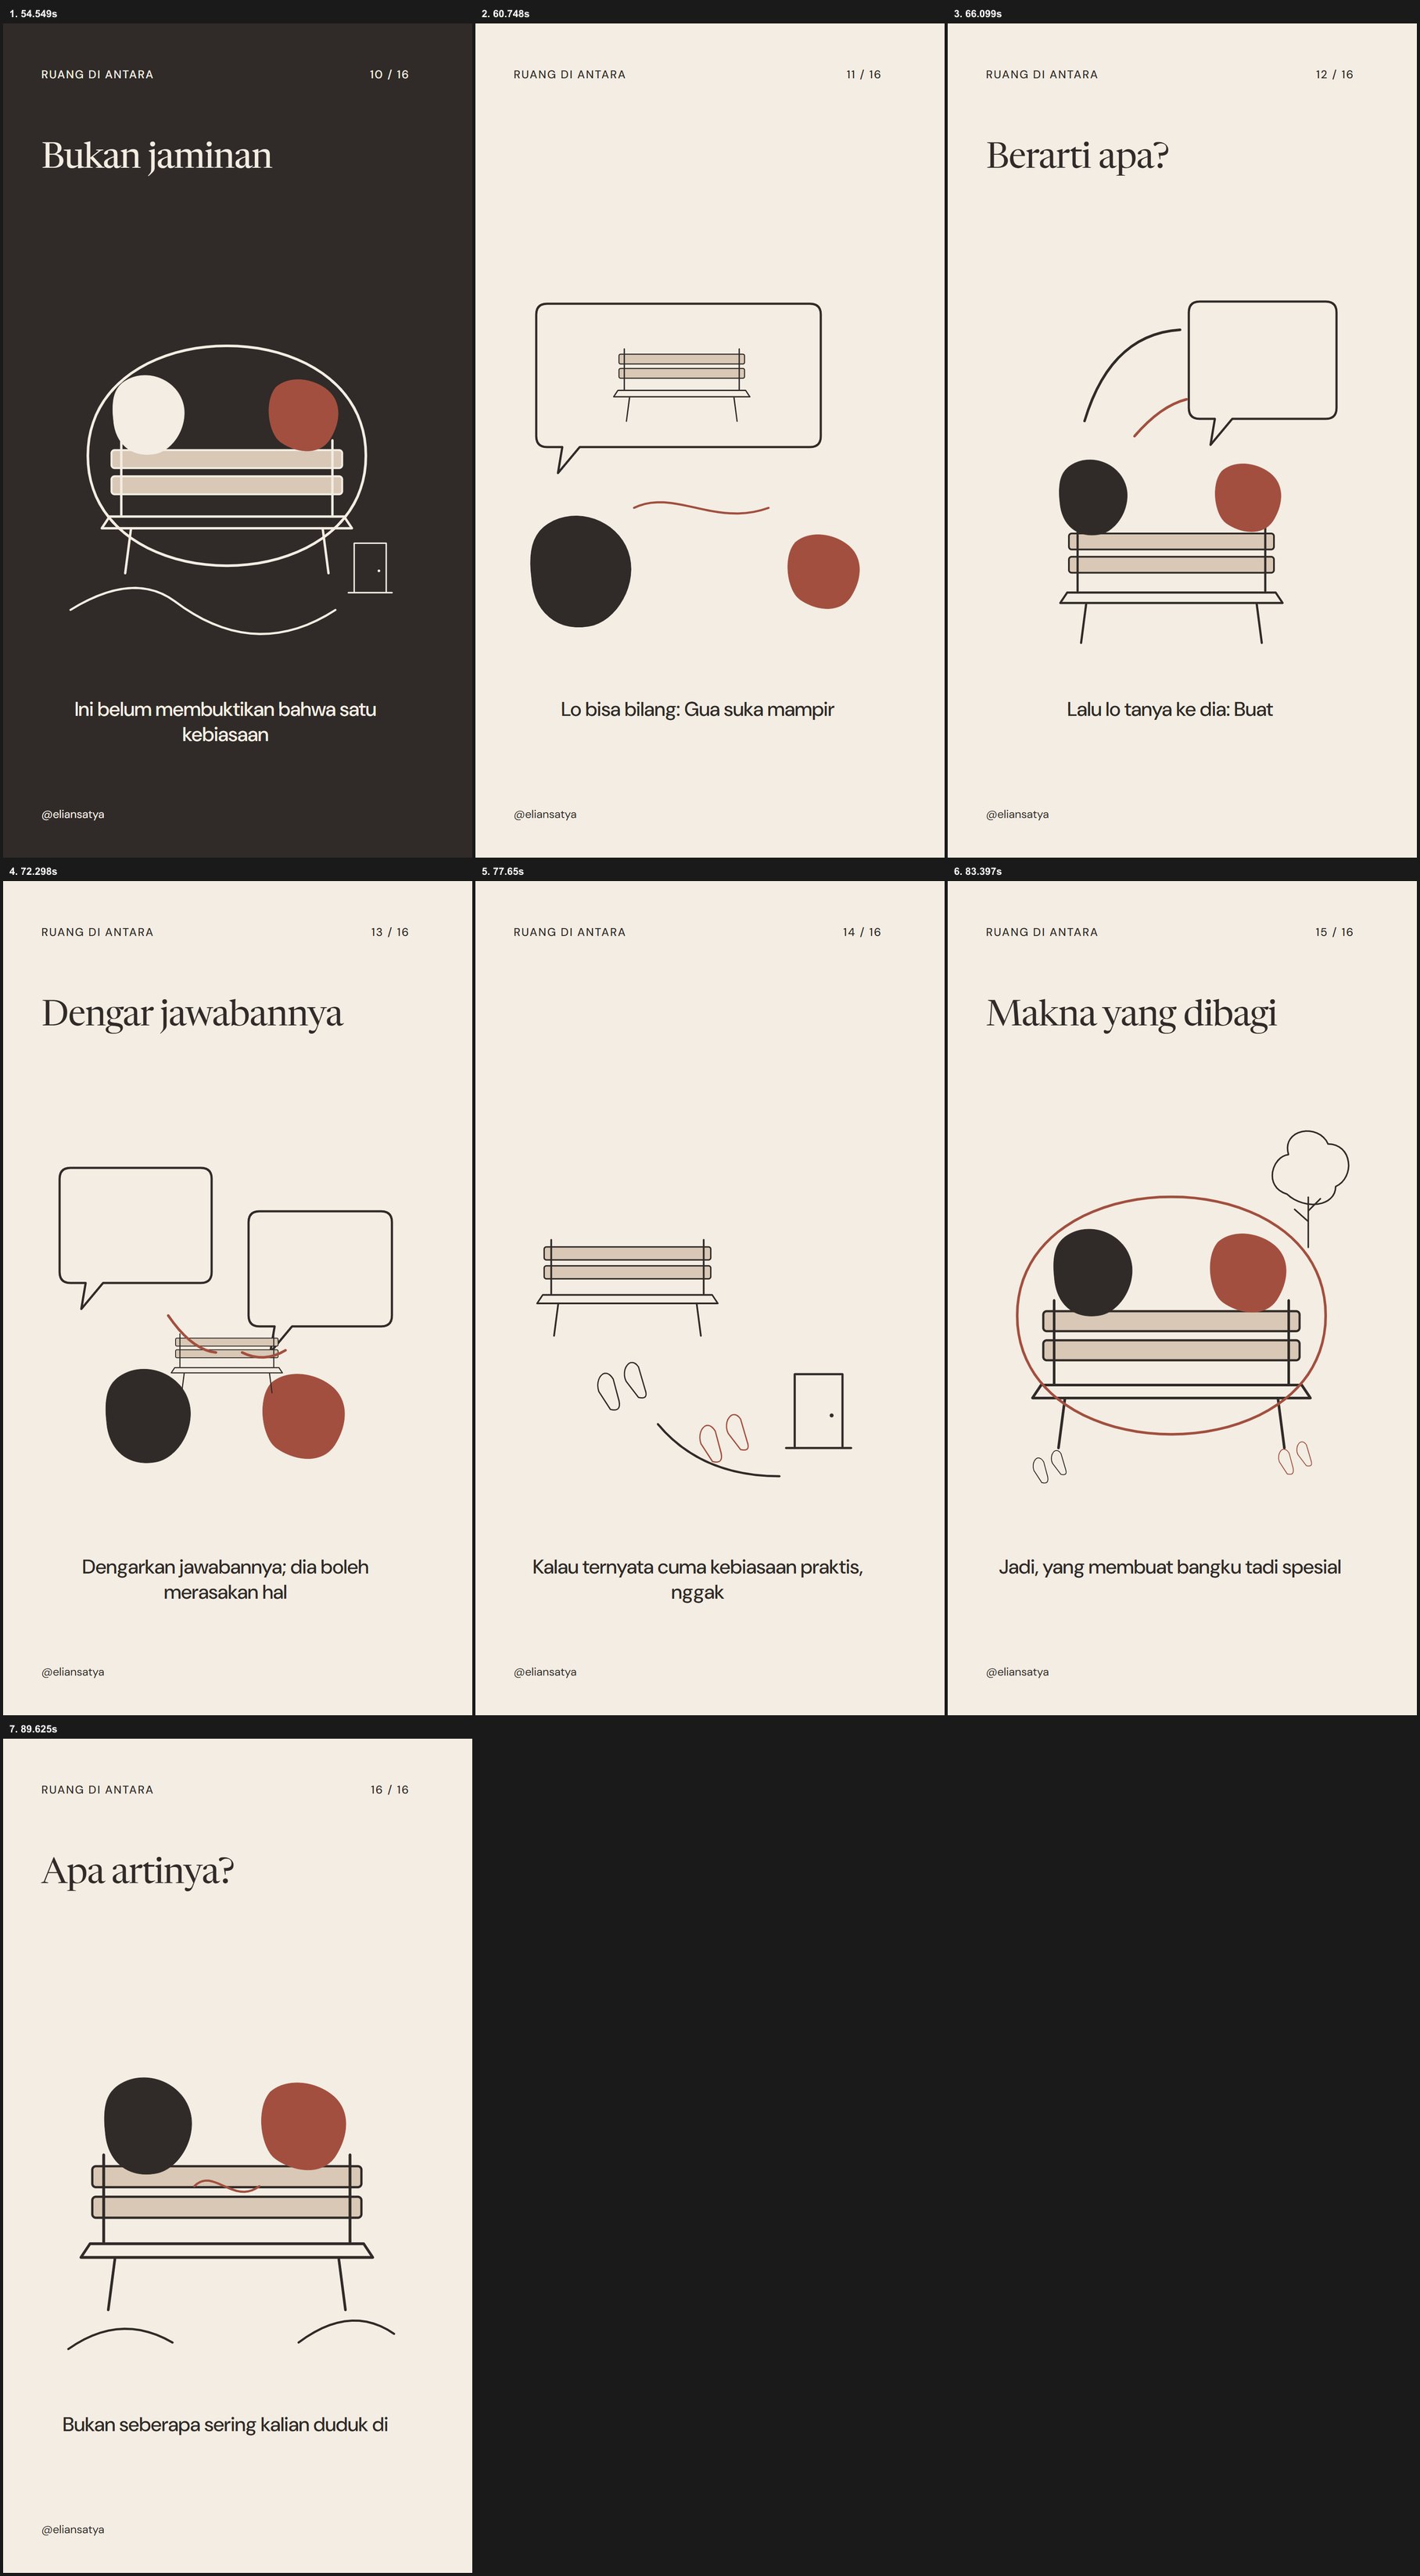 1. 54.549s
RUANG DI ANTARA
10 / 16
Bukan jaminan
Ini belum membuktikan bahwa satu
kebiasaan
@eliansatya
2. 60.748s
RUANG DI ANTARA
11 / 16
Lo bisa bilang: Gua suka mampir
@eliansatya
3. 66.099s
RUANG DI ANTARA
12 / 16
Berarti apa?
Lalu lo tanya ke dia: Buat
@eliansatya
4. 72.298s
RUANG DI ANTARA
13 / 16
Dengar jawabannya
Dengarkan jawabannya; dia boleh
merasakan hal
@eliansatya
5. 77.65s
RUANG DI ANTARA
14 / 16
Kalau ternyata cuma kebiasaan praktis,
nggak
@eliansatya
6. 83.397s
RUANG DI ANTARA
15 / 16
Makna yang dibagi
Jadi, yang membuat bangku tadi spesial
@eliansatya
7. 89.625s
RUANG DI ANTARA
16 / 16
Apa artinya?
Bukan seberapa sering kalian duduk di
@eliansatya